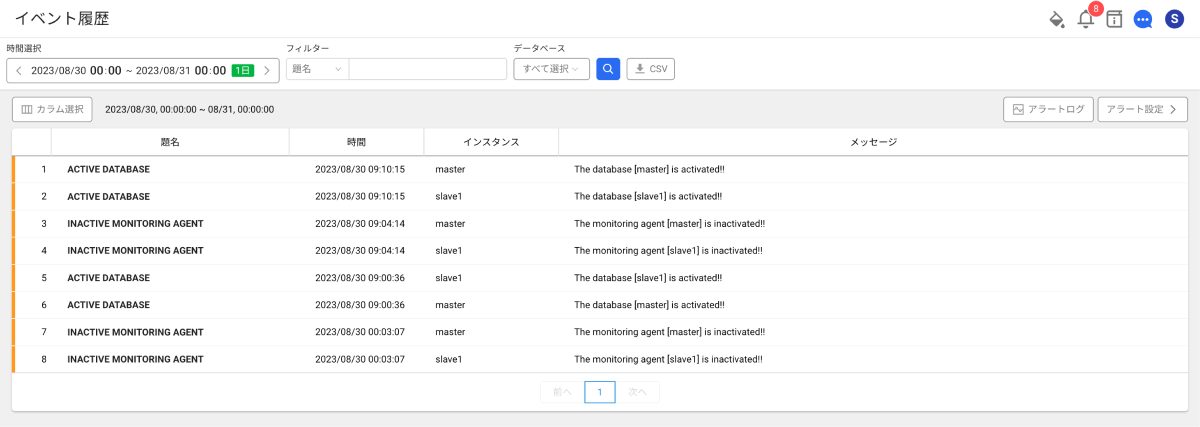 イベント履歴
8
S
時間選択
フィルター
データベース
2023/08/30 00:00 ~ 2023/08/31 00:00 1日
題名
すべて選択
CSV
カラム選択
2023/08/30, 00:00:00 ~ 08/31, 00:00:00
アラートログ
アラート設定
題名 時間 インスタンス メッセージ
1 ACTIVE DATABASE 2023/08/30 09:10:15 master The database [master] is activated!!
2 ACTIVE DATABASE 2023/08/30 09:10:15 slave1 The database [slave1] is activated!!
3 INACTIVE MONITORING AGENT 2023/08/30 09:04:14 master The monitoring agent [master] is inactivated!!
4 INACTIVE MONITORING AGENT 2023/08/30 09:04:14 slave1 The monitoring agent [slave1] is inactivated!!
5 ACTIVE DATABASE 2023/08/30 09:00:36 slave1 The database [slave1] is activated!!
6 ACTIVE DATABASE 2023/08/30 09:00:36 master The database [master] is activated!!
7 INACTIVE MONITORING AGENT 2023/08/30 00:03:07 master The monitoring agent [master] is inactivated!!
8 INACTIVE MONITORING AGENT 2023/08/30 00:03:07 slave1 The monitoring agent [slave1] is inactivated!!
前へ 1 次へ